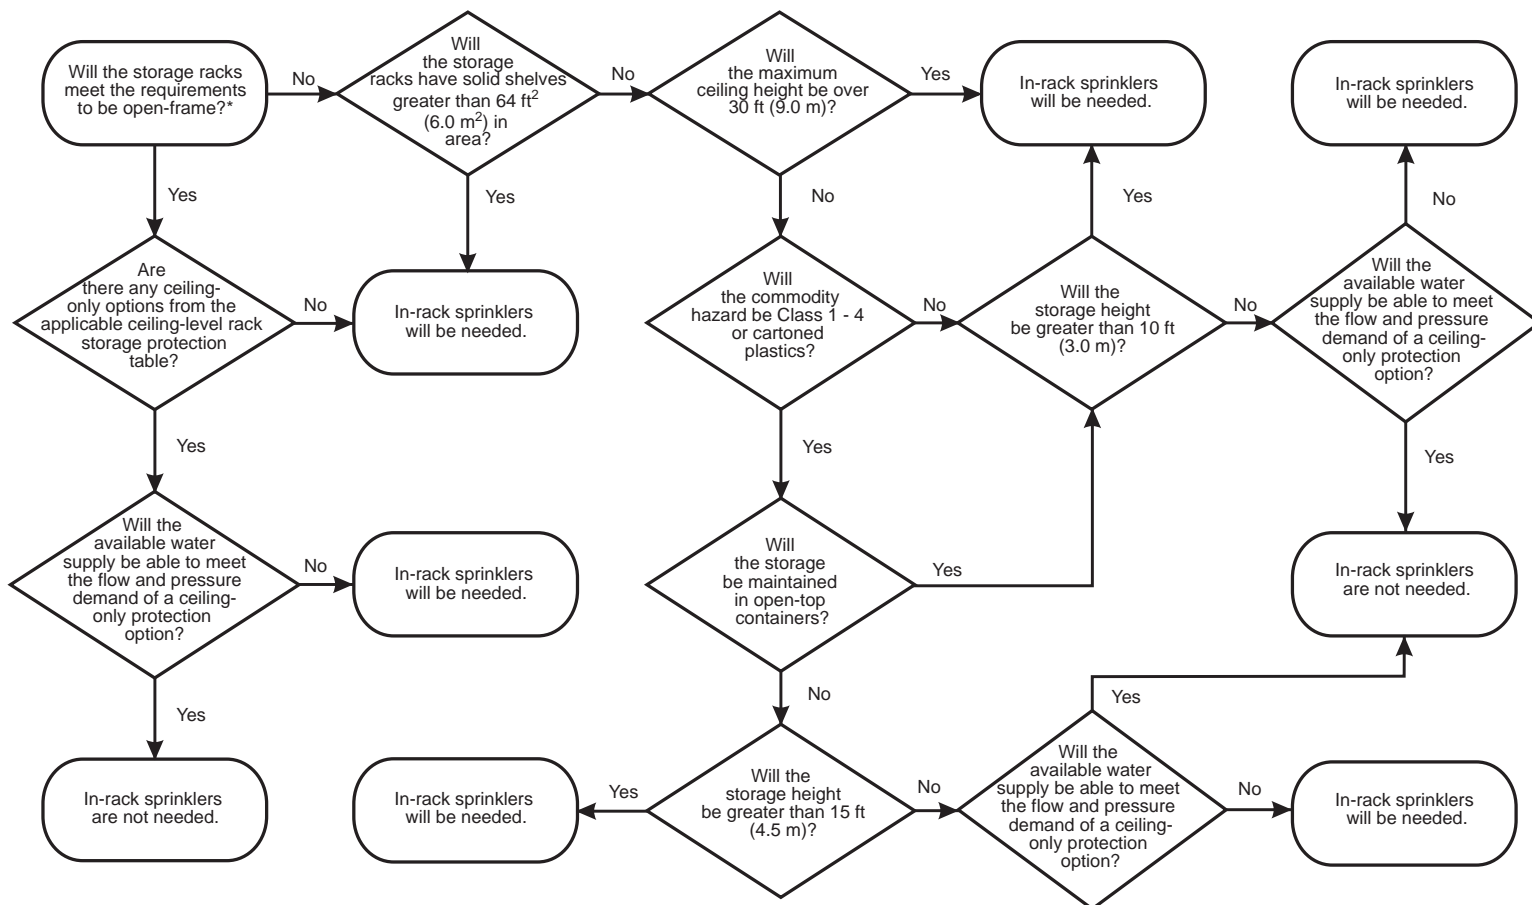 Will the storage racks
meet the requirements
to be open-frame?*
No
Will
the storage
racks have solid shelves
greater than 64 ft²
(6.0 m²) in
area?
No
Will
the maximum
ceiling height be over
30 ft (9.0 m)?
Yes
In-rack sprinklers
will be needed.
In-rack sprinklers
will be needed.
Yes
Yes
No
Yes
No
Are
there any ceiling-
only options from the
applicable ceiling-level rack
storage protection
table?
No
In-rack sprinklers
will be needed.
Will
the commodity
hazard be Class 1 - 4
or cartoned
plastics?
No
Will the
storage height
be greater than 10 ft
(3.0 m)?
No
Will the
available water
supply be able to meet
the flow and pressure
demand of a ceiling-
only protection
option?
Yes
Yes
Yes
Will the
available water
supply be able to meet
the flow and pressure
demand of a ceiling-
only protection
option?
No
In-rack sprinklers
will be needed.
Will
the storage
be maintained
in open-top
containers?
Yes
In-rack sprinklers
are not needed.
Yes
No
Yes
In-rack sprinklers
are not needed.
In-rack sprinklers
will be needed.
Yes
Will the
storage height
be greater than 15 ft
(4.5 m)?
No
Will the
available water
supply be able to meet
the flow and pressure
demand of a ceiling-
only protection
option?
No
In-rack sprinklers
will be needed.